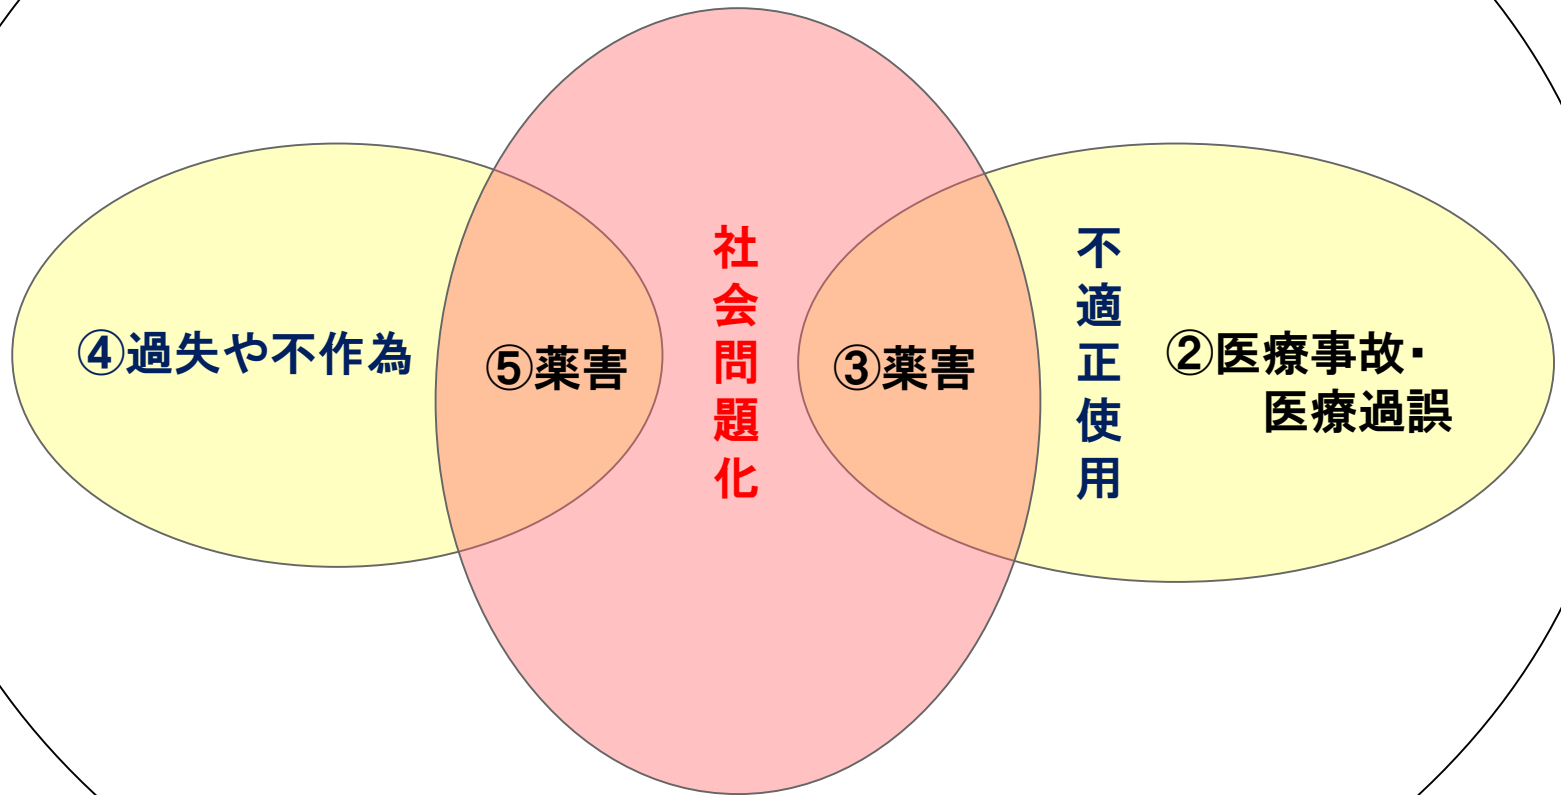 ④過失や不作為
⑤薬害
社会問題化
③薬害
不適正使用
②医療事故・
医療過誤